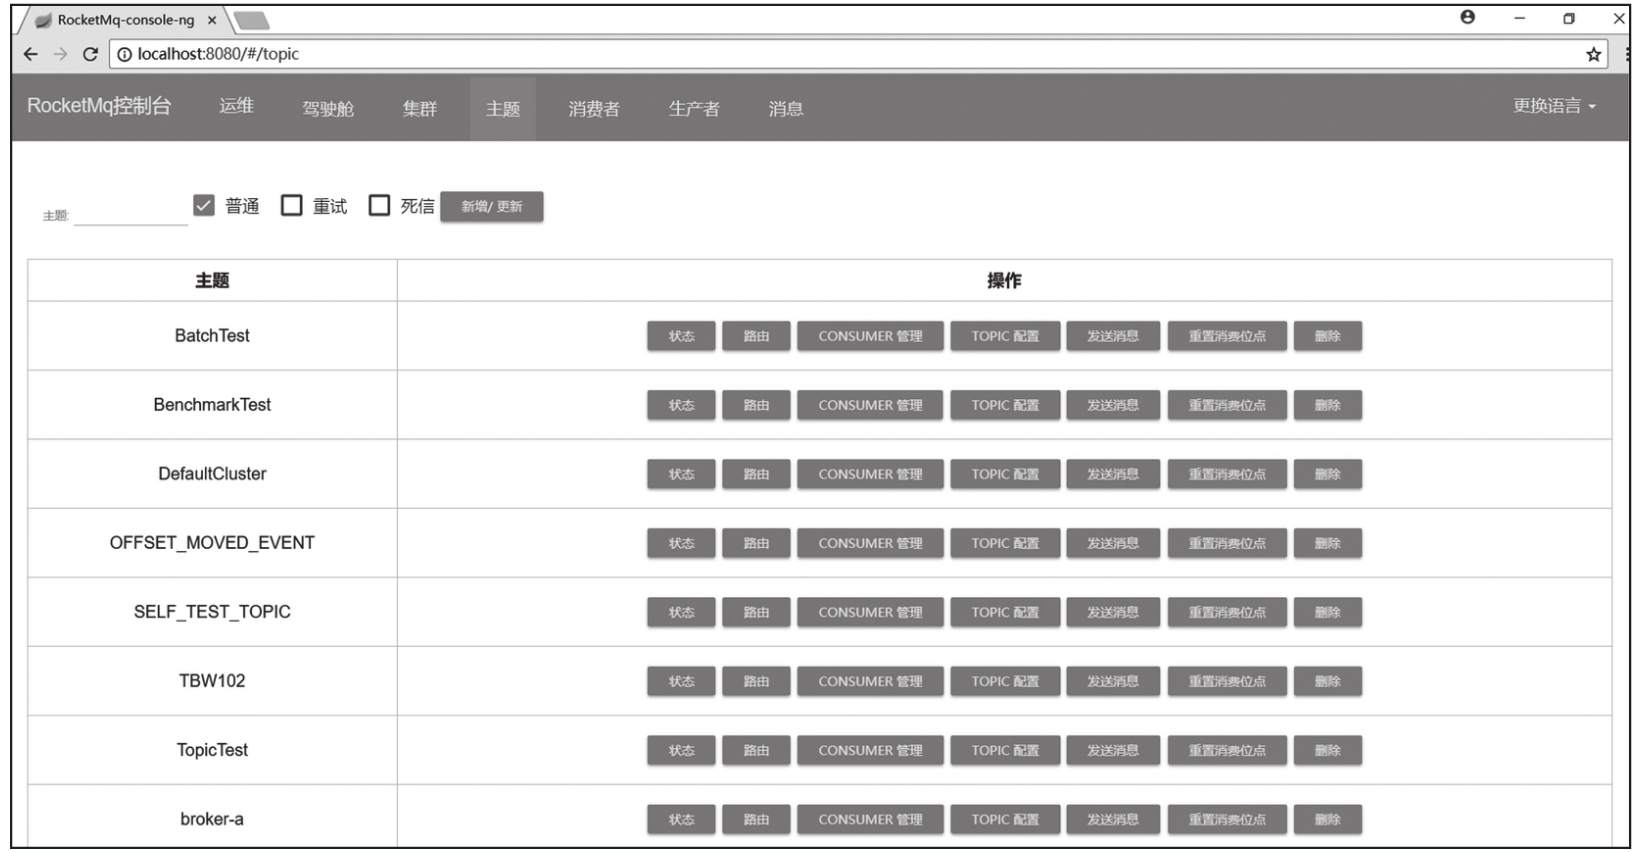 RocketMq-console-ng
localhost:8080/#/topic
RocketMq控制台 运维 驾驶舱 集群 主题 消费者 生产者 消息 更换语言
主题: 普通 重试 死信 新增/ 更新
主题 操作
BatchTest 状态 路由 CONSUMER 管理 TOPIC 配置 发送消息 重置消费位点 删除
BenchmarkTest 状态 路由 CONSUMER 管理 TOPIC 配置 发送消息 重置消费位点 删除
DefaultCluster 状态 路由 CONSUMER 管理 TOPIC 配置 发送消息 重置消费位点 删除
OFFSET_MOVED_EVENT 状态 路由 CONSUMER 管理 TOPIC 配置 发送消息 重置消费位点 删除
SELF_TEST_TOPIC 状态 路由 CONSUMER 管理 TOPIC 配置 发送消息 重置消费位点 删除
TBW102 状态 路由 CONSUMER 管理 TOPIC 配置 发送消息 重置消费位点 删除
TopicTest 状态 路由 CONSUMER 管理 TOPIC 配置 发送消息 重置消费位点 删除
broker-a 状态 路由 CONSUMER 管理 TOPIC 配置 发送消息 重置消费位点 删除